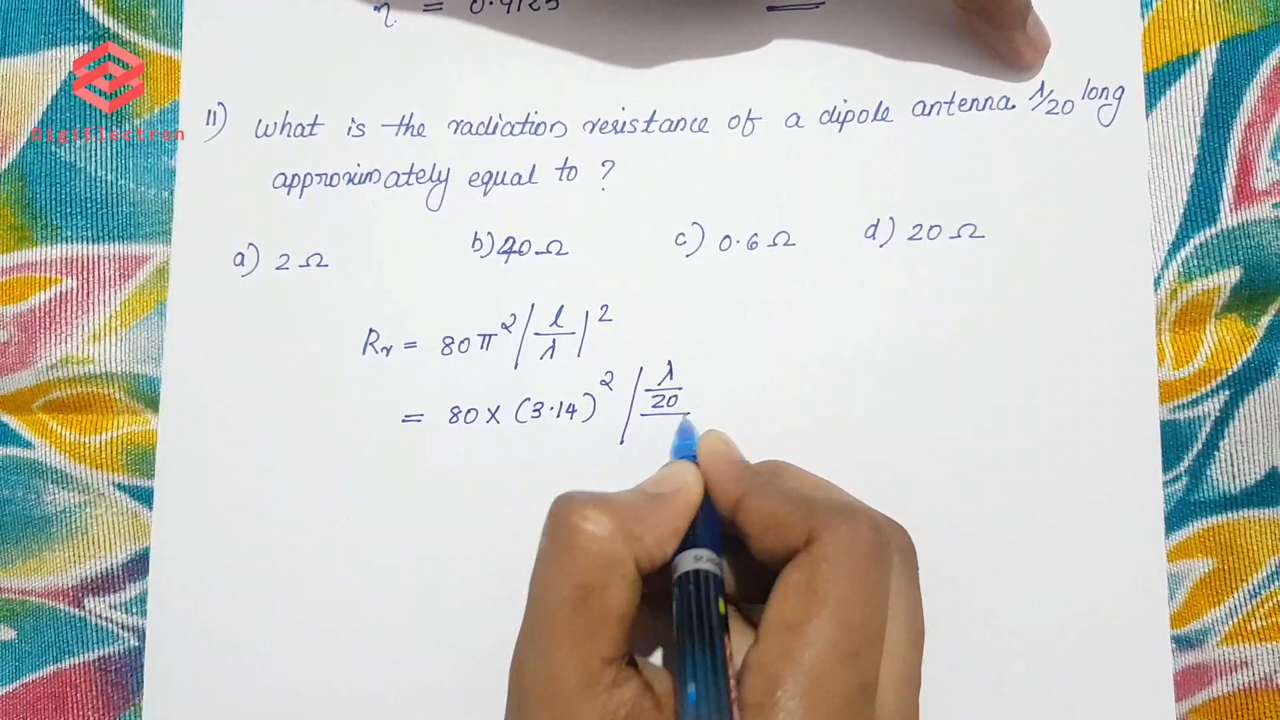 η = 0.9125
DigiElectron
11) What is the radiation resistance of a dipole antenna λ/20 long
approximately equal to ?
a) 2 Ω b) 40 Ω c) 0.6 Ω d) 20 Ω
Rr = 80π² |l/λ|²
= 80 × (3.14)² |λ/20